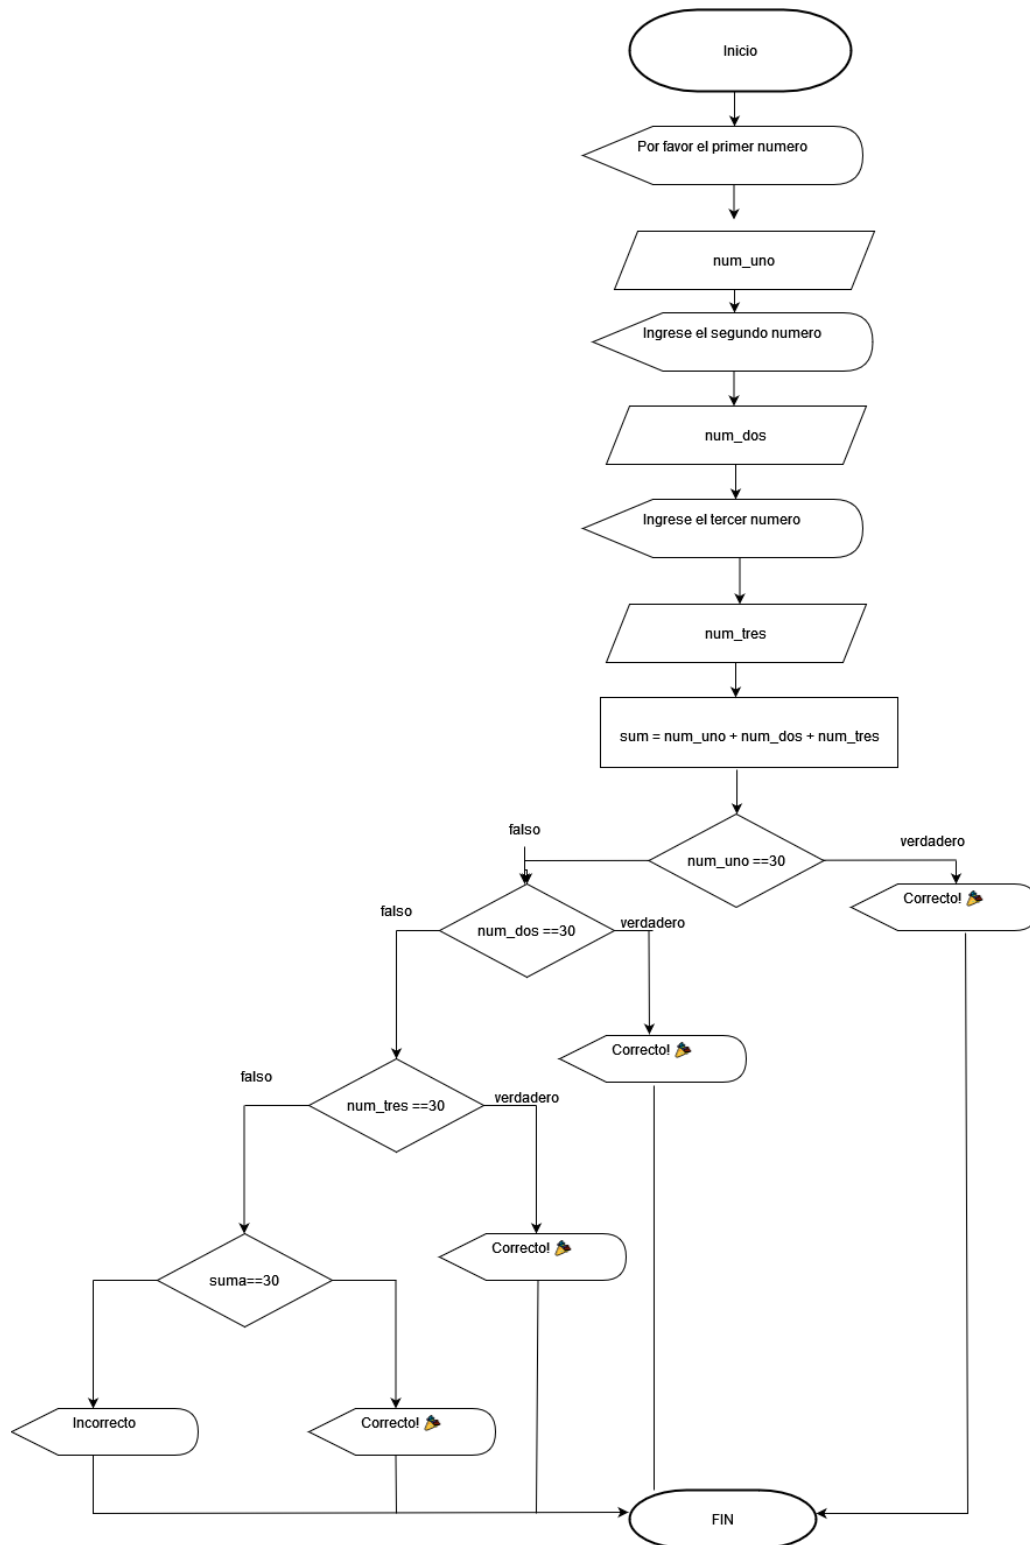 Inicio
Por favor el primer numero
num_uno
Ingrese el segundo numero
num_dos
Ingrese el tercer numero
num_tres
sum = num_uno + num_dos + num_tres
num_uno ==30
falso
verdadero
Correcto! 🎉
num_dos ==30
falso
verdadero
Correcto! 🎉
num_tres ==30
falso
verdadero
Correcto! 🎉
suma==30
Incorrecto
Correcto! 🎉
FIN